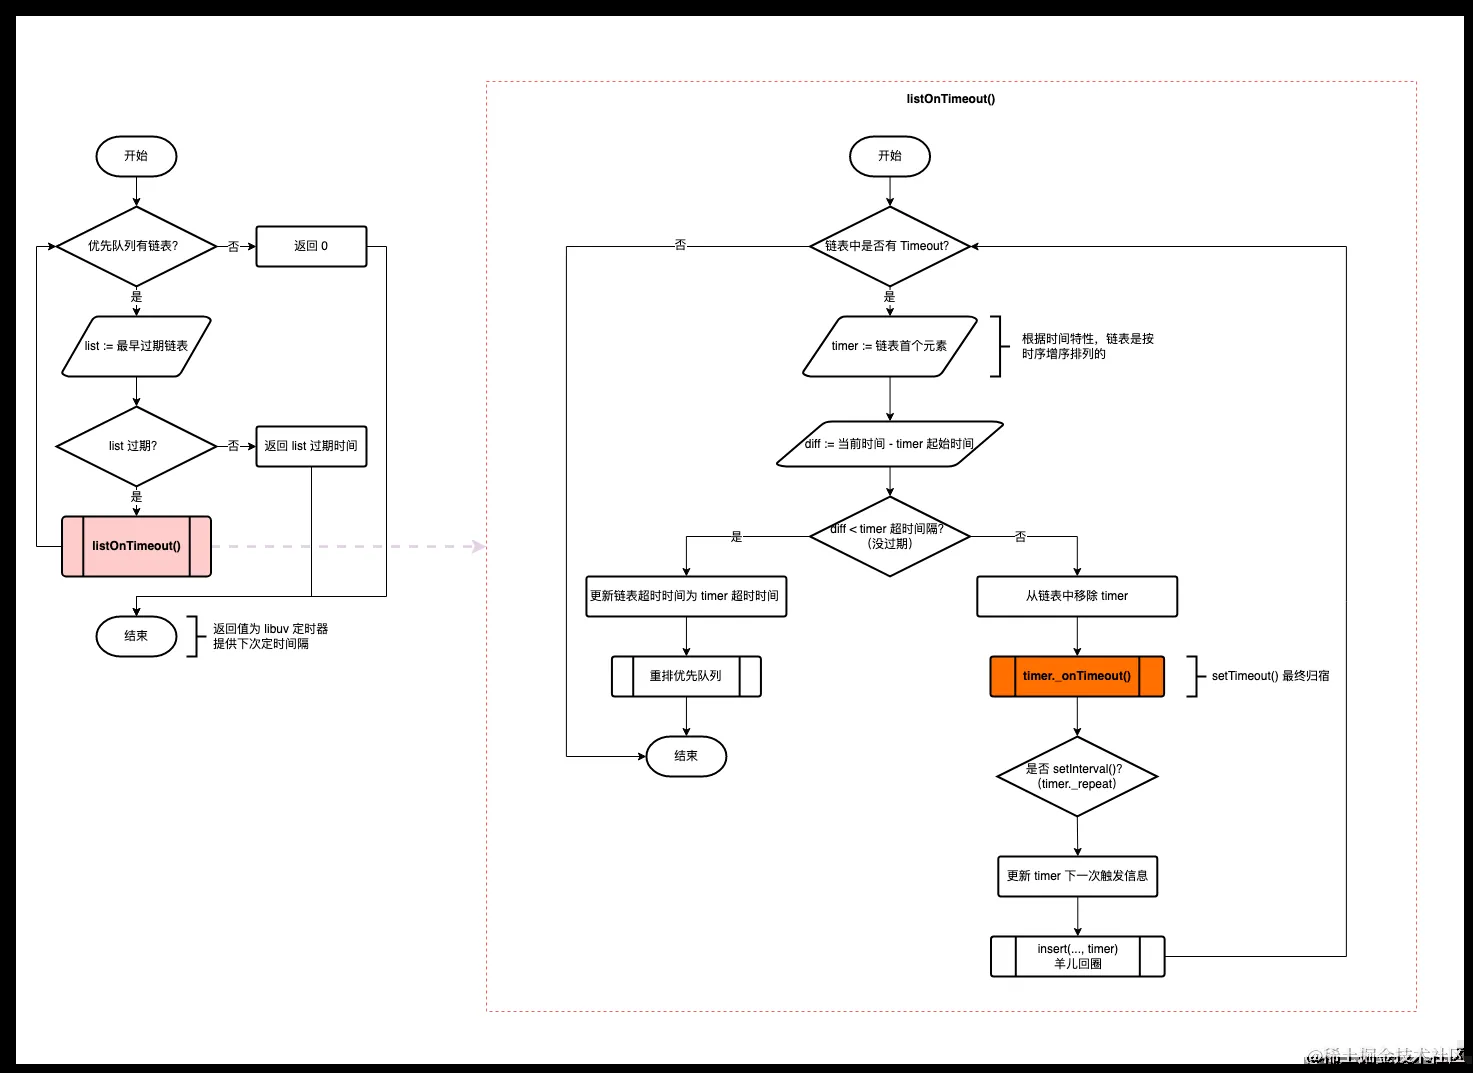 开始
优先队列有链表?
否
返回 0
是
list := 最早过期链表
list 过期?
否
返回 list 过期时间
是
listOnTimeout()
结束
返回值为 libuv 定时器
提供下次定时间隔
listOnTimeout()
开始
链表中是否有 Timeout?
否
是
timer := 链表首个元素
根据时间特性，链表是按
时序增序排列的
diff := 当前时间 - timer 起始时间
diff < timer 超时间隔?
（没过期）
是
否
更新链表超时时间为 timer 超时时间
重排优先队列
结束
从链表中移除 timer
timer._onTimeout()
setTimeout() 最终归宿
是否 setInterval()?
（timer._repeat）
更新 timer 下一次触发信息
insert(..., timer)
羊儿回圈
@稀土掘金技术社区